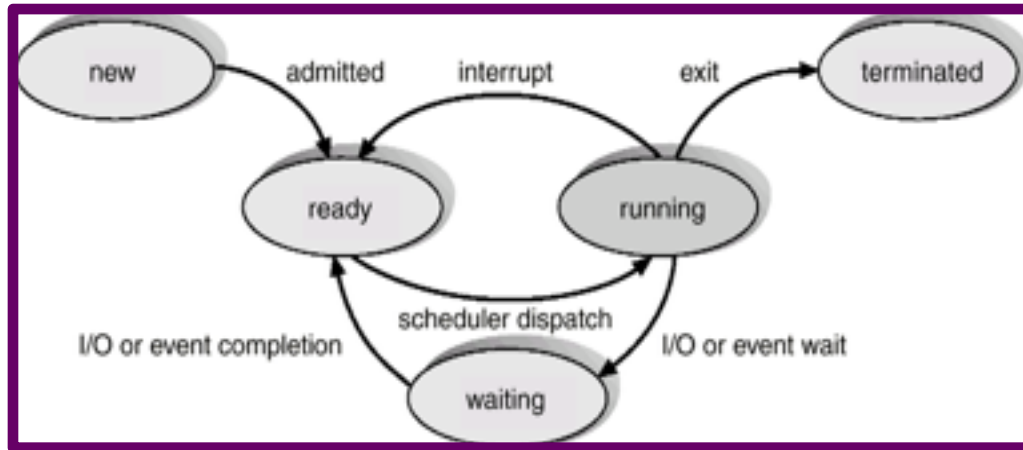 new
admitted
interrupt
exit
terminated
ready
running
scheduler dispatch
I/O or event completion
I/O or event wait
waiting